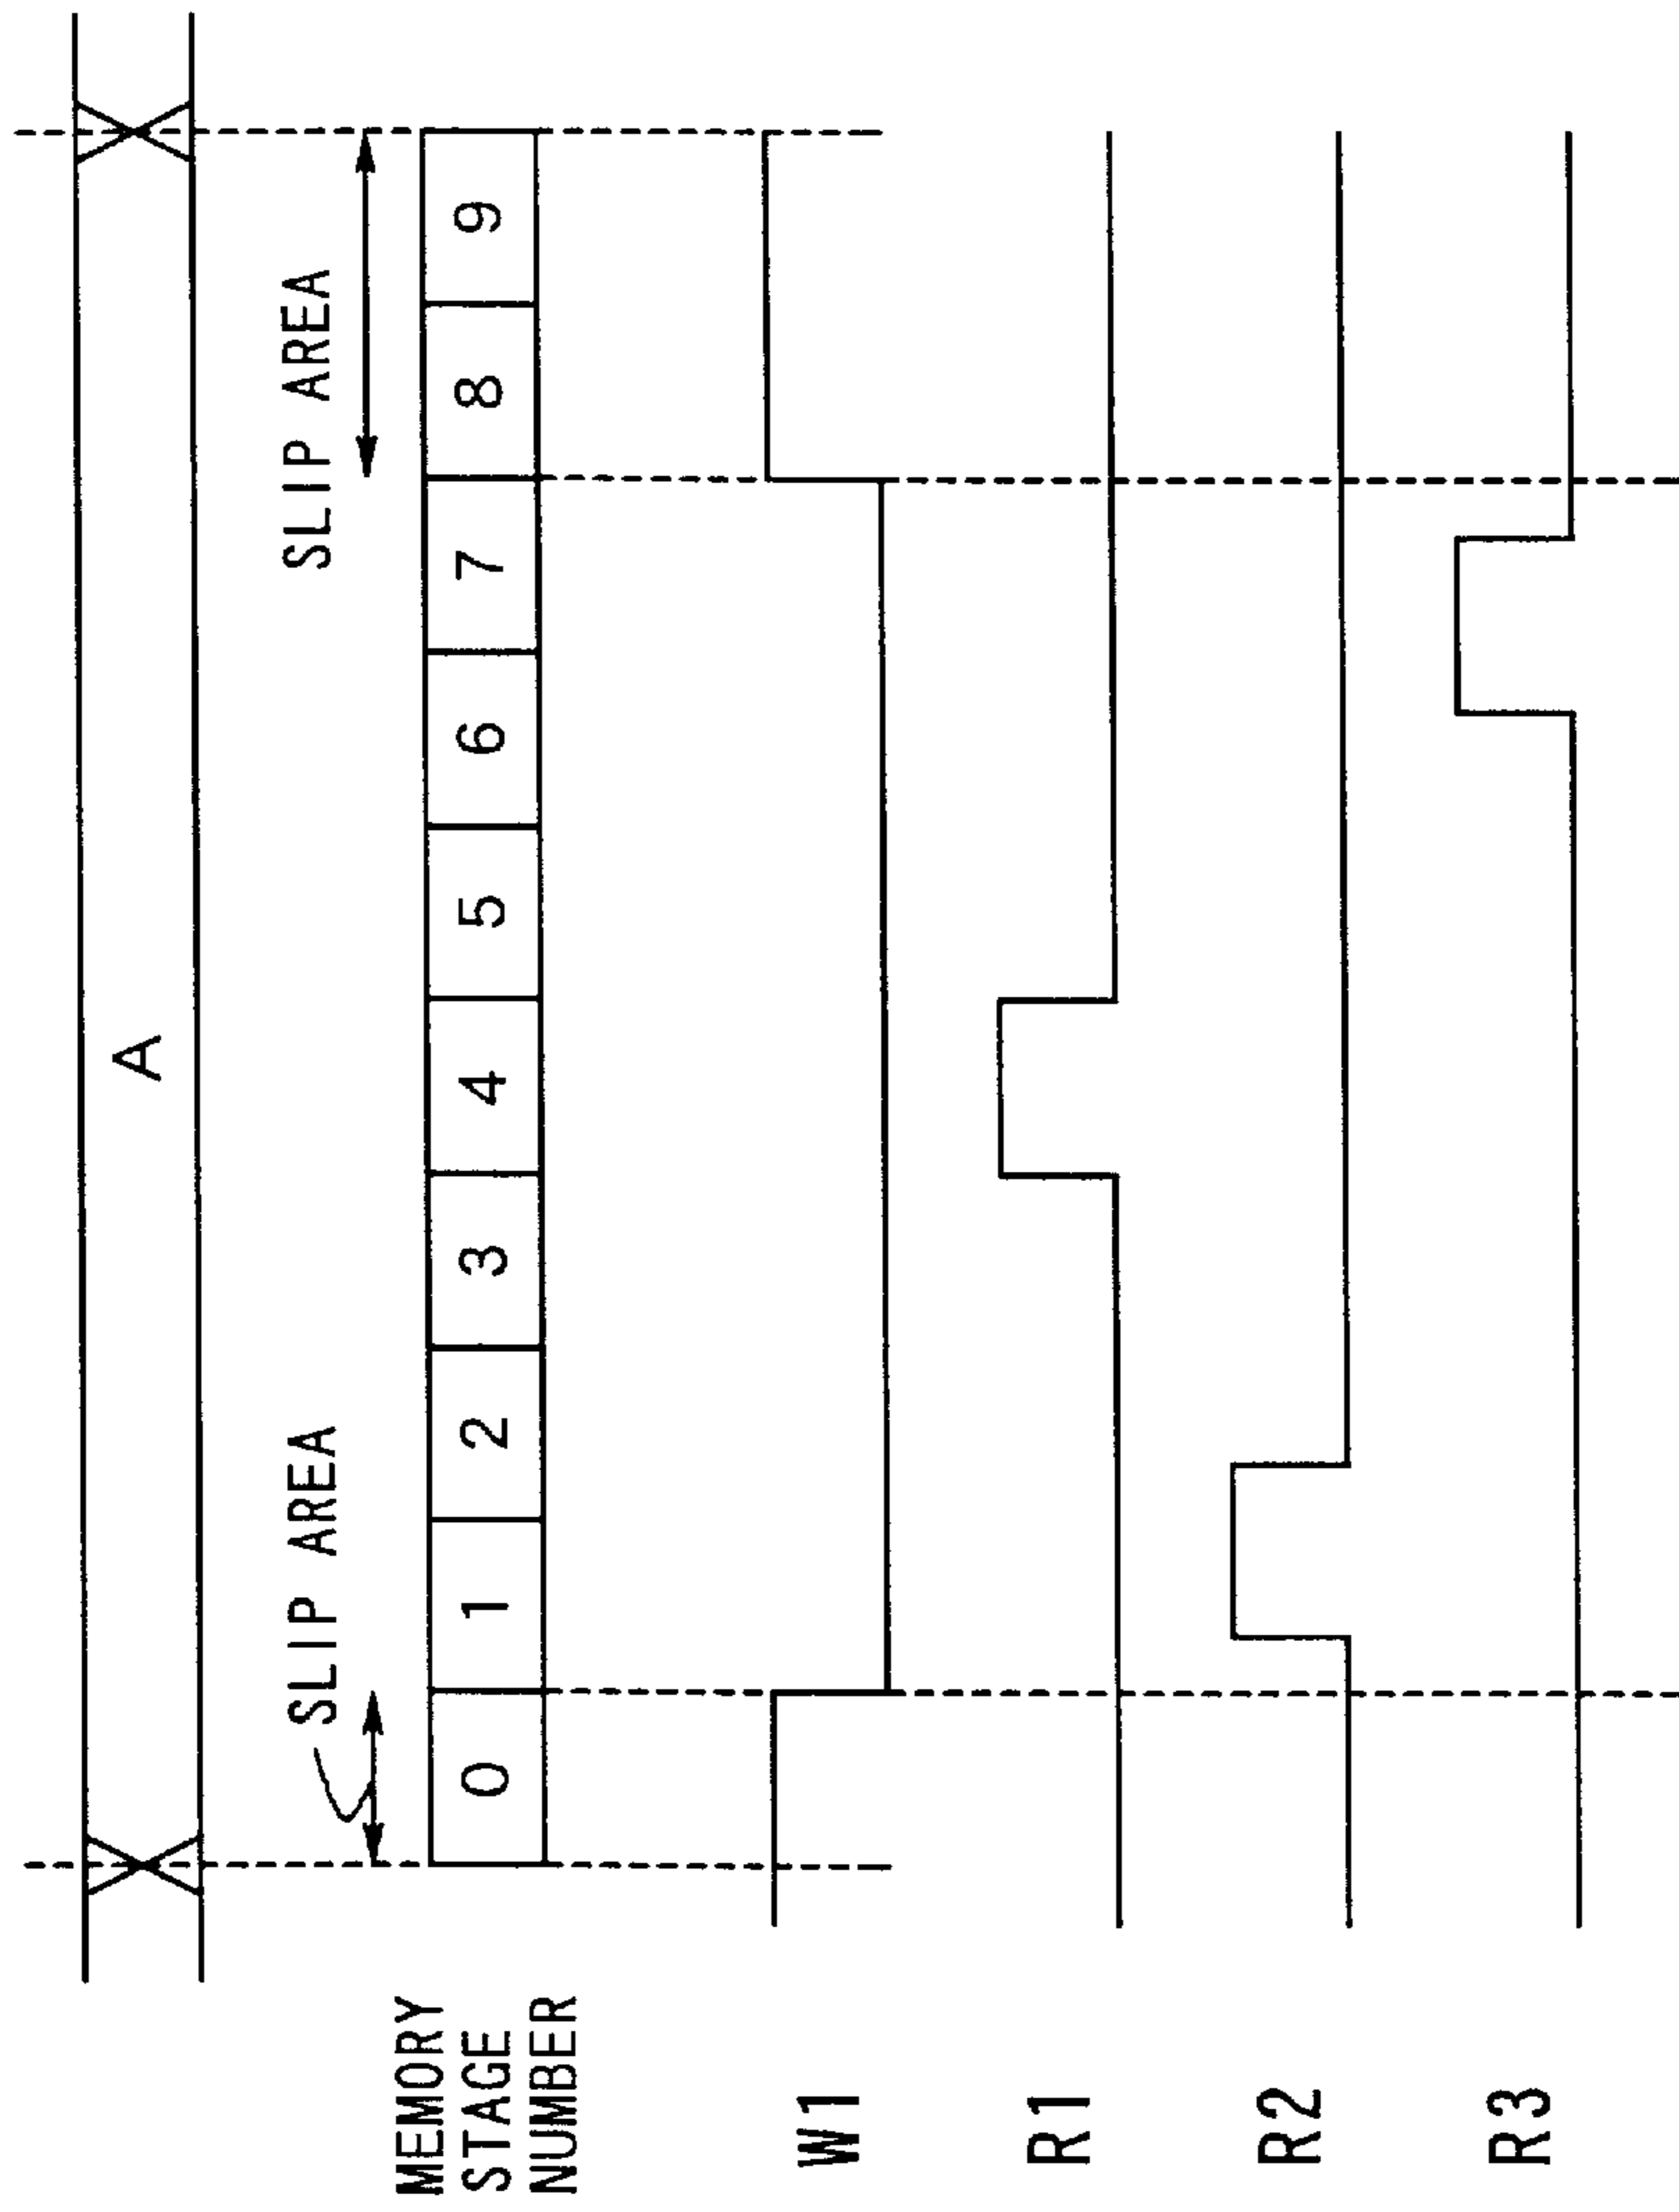 A
SLIP AREA
SLIP AREA
MEMORY
STAGE
NUMBER
0 1 2 3 4 5 6 7 8 9
W1
R1
R2
R3